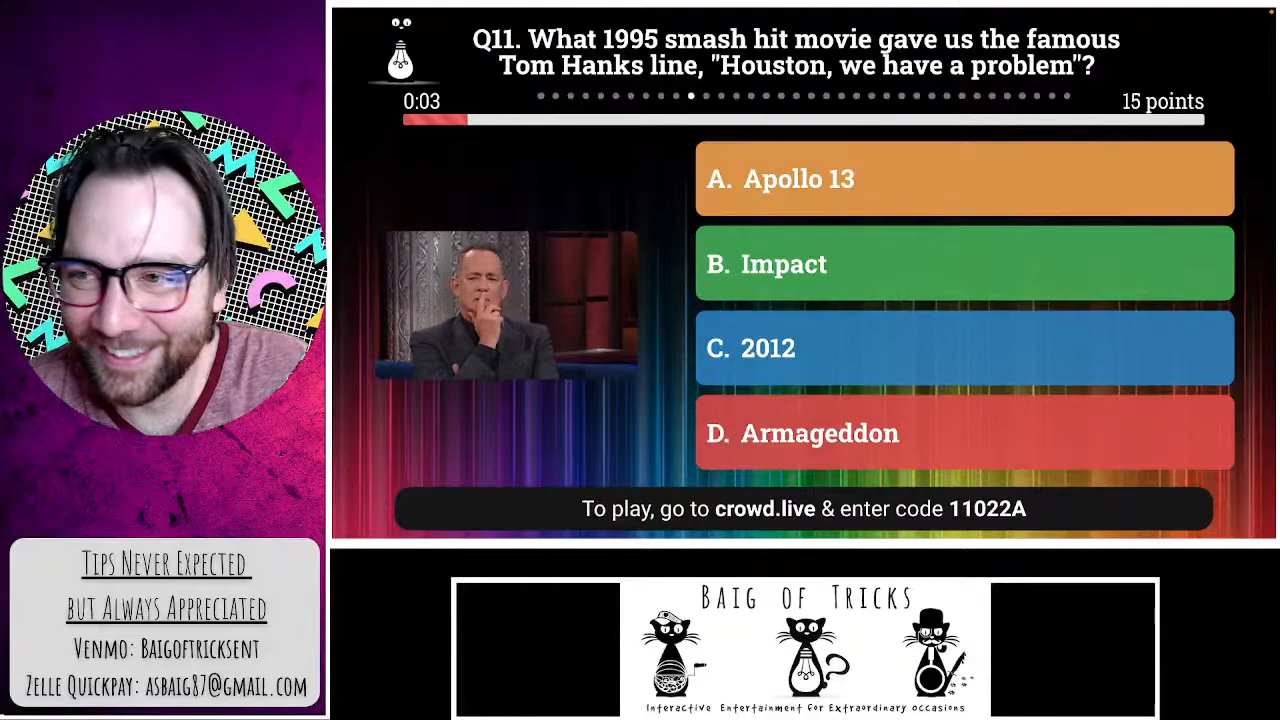 Q11. What 1995 smash hit movie gave us the famous
Tom Hanks line, "Houston, we have a problem"?
0:03
15 points
A. Apollo 13
B. Impact
C. 2012
D. Armageddon
To play, go to crowd.live & enter code 11022A
Tips Never Expected
but Always Appreciated
Venmo: Baigoftricksent
Zelle Quickpay: asbaig87@gmail.com
Baig of Tricks
Interactive Entertainment for Extraordinary Occasions